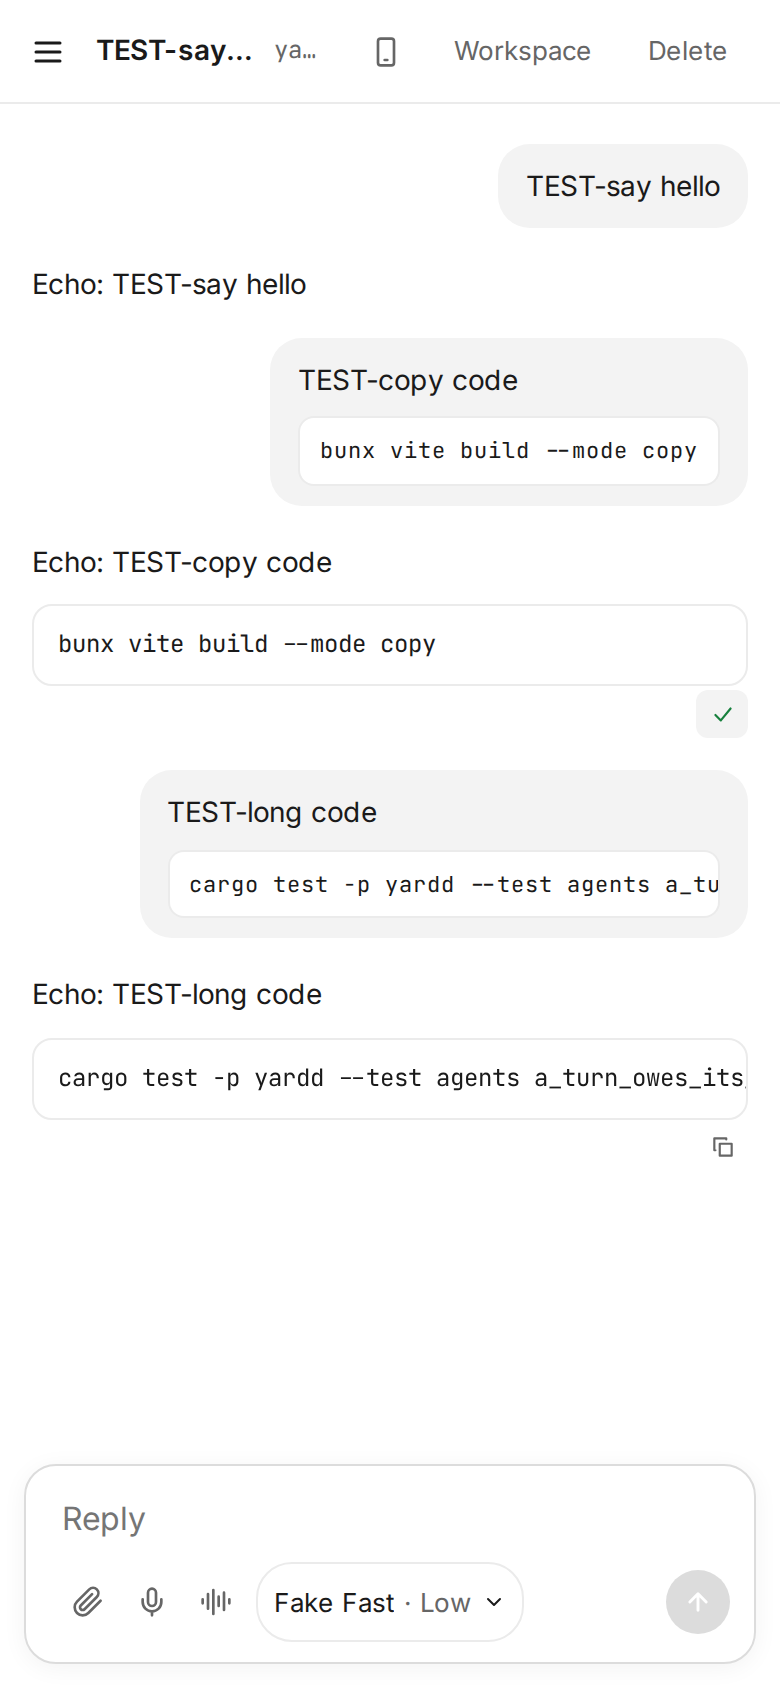 TEST-say... ya... Workspace Delete
TEST-say hello
Echo: TEST-say hello
TEST-copy code
bunx vite build --mode copy
Echo: TEST-copy code
bunx vite build --mode copy
TEST-long code
cargo test -p yardd --test agents a_tu
Echo: TEST-long code
cargo test -p yardd --test agents a_turn_owes_its_
Reply
Fake Fast · Low